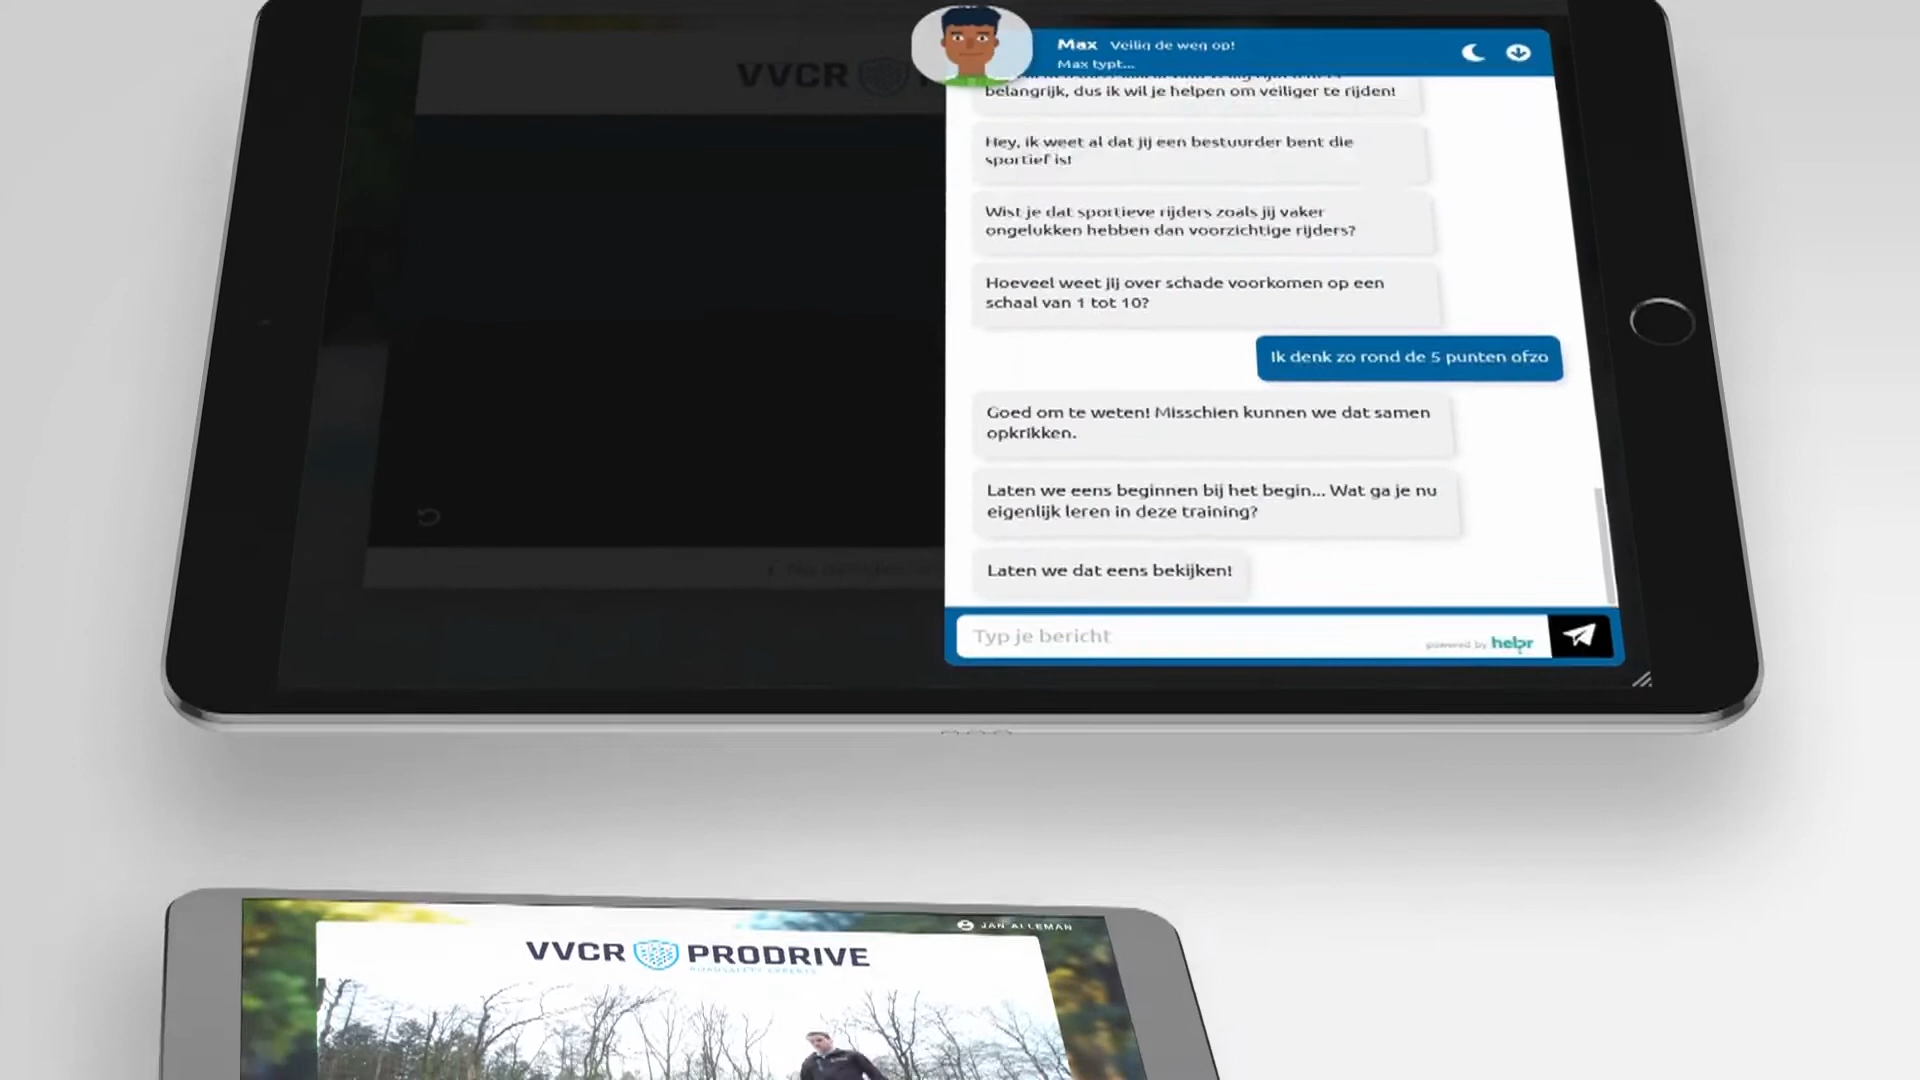 VVCR
Max Veilig de weg op!
Max typt...
belangrijk, dus ik wil je helpen om veiliger te rijden!
Hey, ik weet al dat jij een bestuurder bent die
sportief is!
Wist je dat sportieve rijders zoals jij vaker
ongelukken hebben dan voorzichtige rijders?
Hoeveel weet jij over schade voorkomen op een
schaal van 1 tot 10?
Ik denk zo rond de 5 punten ofzo
Goed om te weten! Misschien kunnen we dat samen
opkrikken.
Laten we eens beginnen bij het begin... Wat ga je nu
eigenlijk leren in deze training?
Laten we dat eens bekijken!
Typ je bericht
powered by helpr
JAN ALLEMAN
VVCR PRODRIVE
ROADSAFETY EXPERTS